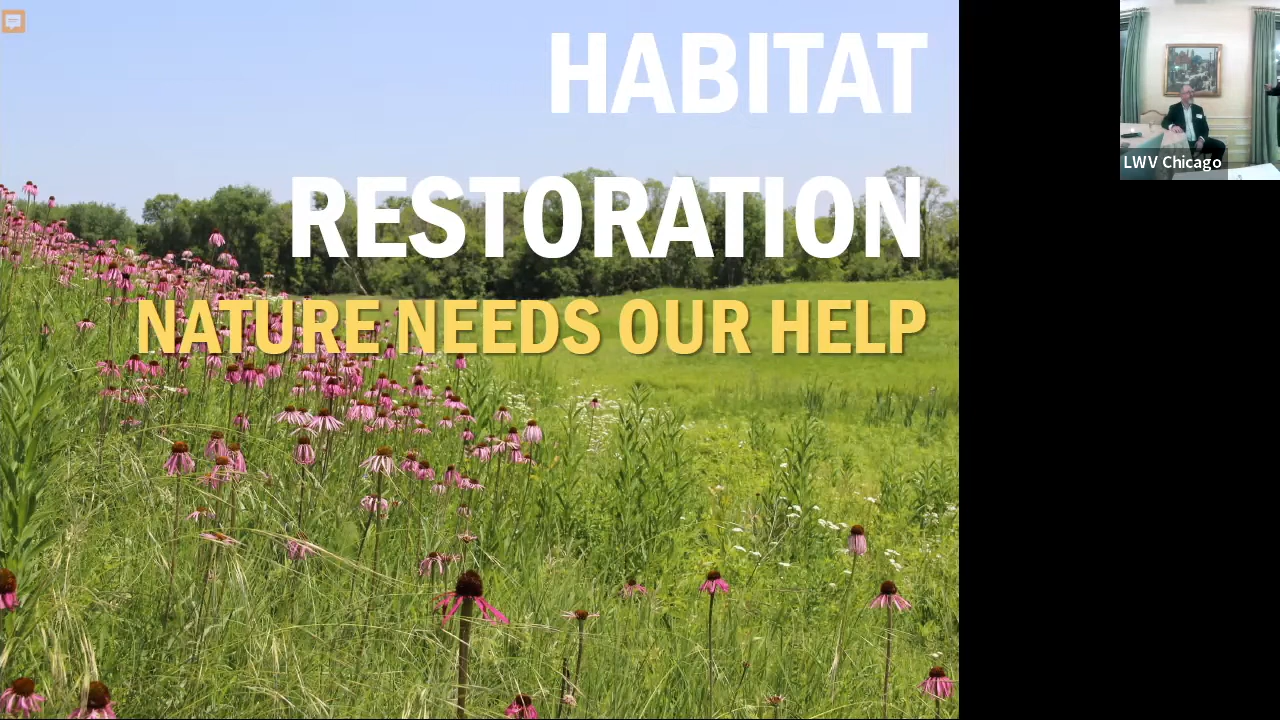 HABITAT
RESTORATION
NATURE NEEDS OUR HELP
LWV Chicago